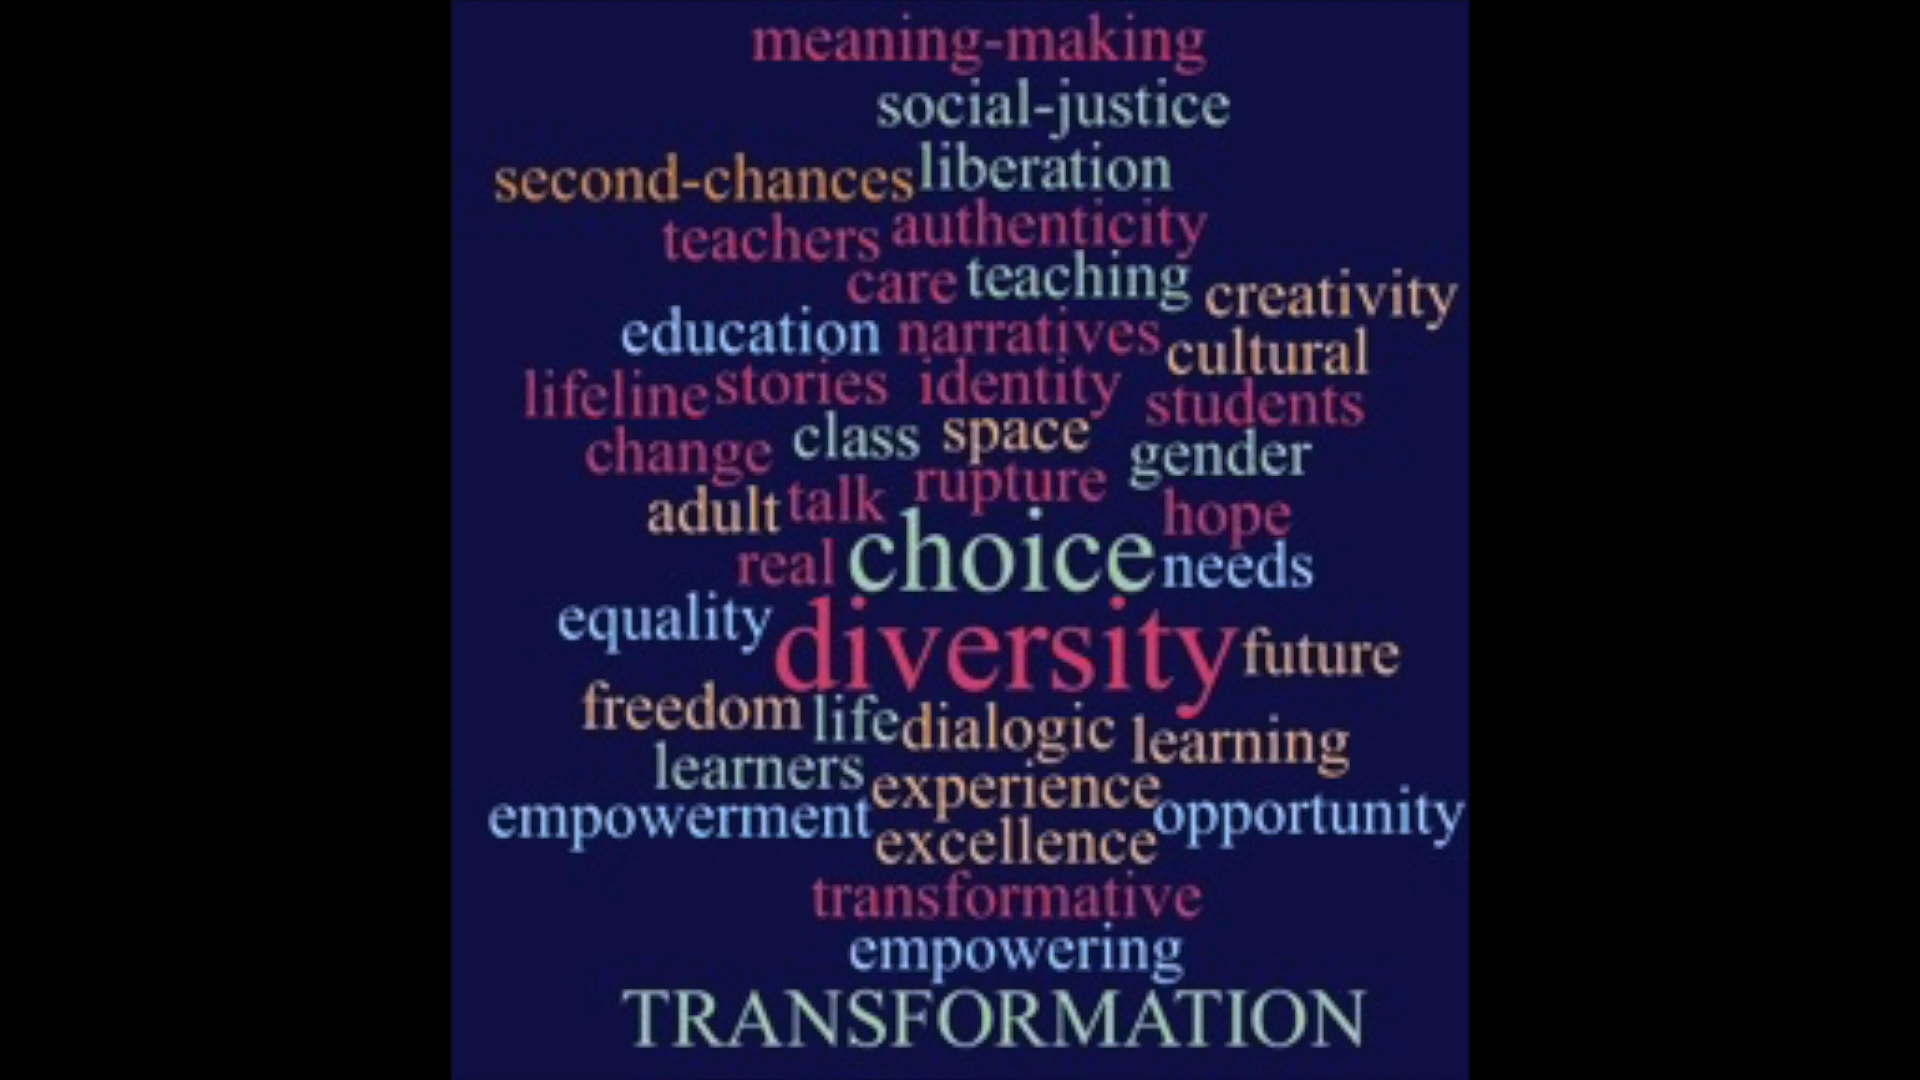 meaning-making
social-justice
second-chances liberation
teachers authenticity
care teaching creativity
education narratives cultural
lifeline stories identity students
change class space gender
adult talk rupture hope
real choice needs
equality diversity future
freedom life dialogic learning
learners experience
empowerment excellence opportunity
transformative
empowering
TRANSFORMATION